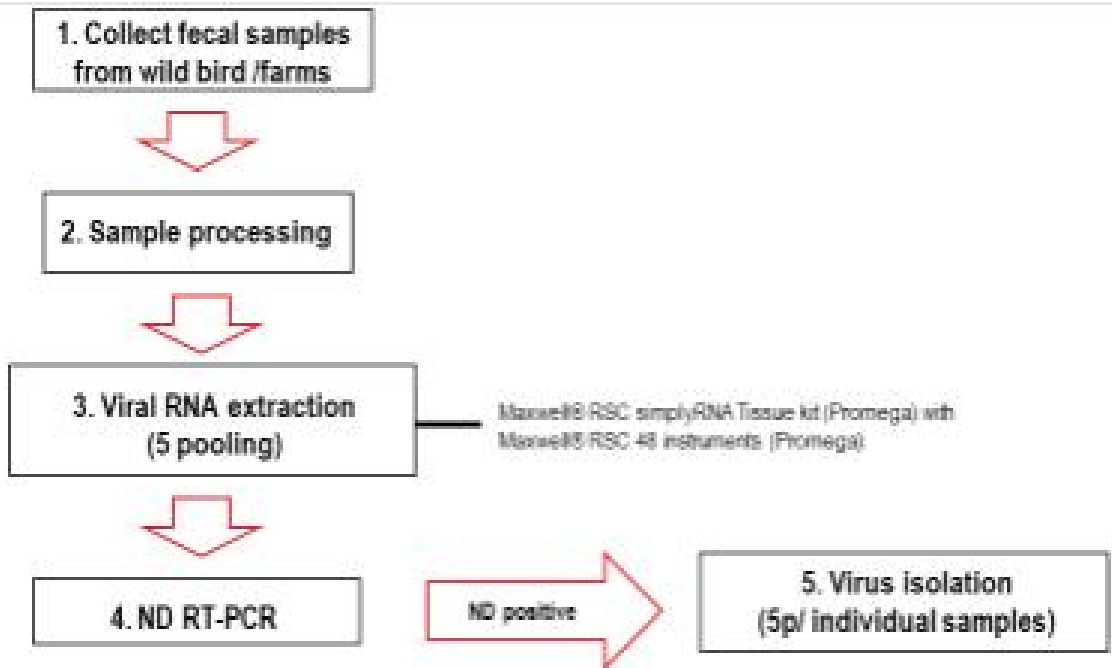 1. Collect fecal samples
from wild bird /farms
2. Sample processing
3. Viral RNA extraction
(5 pooling)
Maxwell® RSC simplyRNA Tissue kit (Promega) with
Maxwell® RSC 48 instruments (Promega)
4. ND RT-PCR
ND positive
5. Virus isolation
(5p/ individual samples)